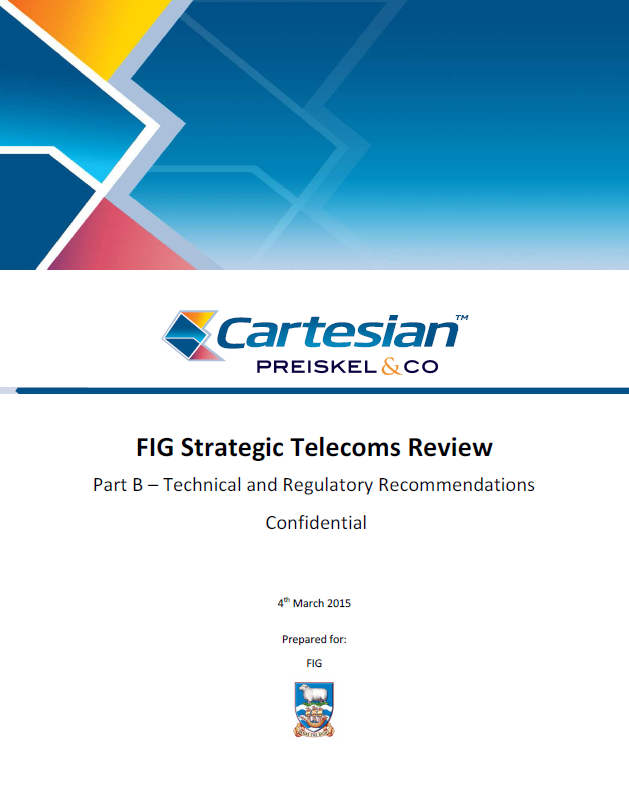 Cartesian™
PREISKEL & CO
FIG Strategic Telecoms Review
Part B – Technical and Regulatory Recommendations
Confidential
4th March 2015
Prepared for:
FIG